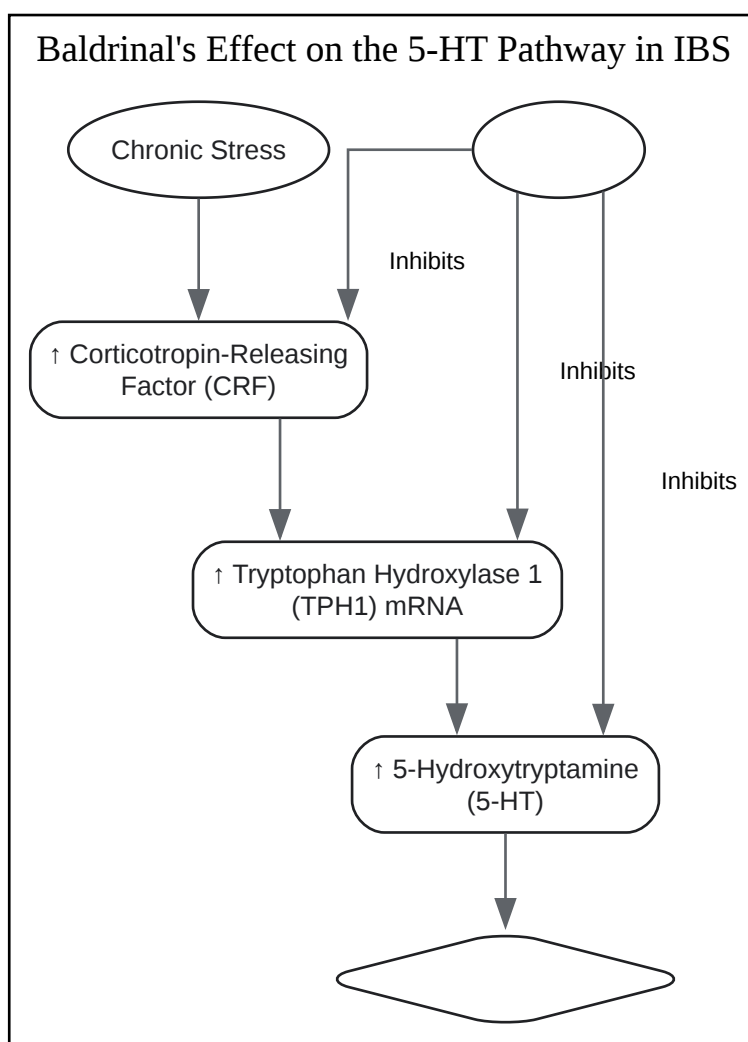 Baldrinal's Effect on the 5-HT Pathway in IBS
Chronic Stress
Inhibits
↑ Corticotropin-Releasing
Factor (CRF)
Inhibits
Inhibits
↑ Tryptophan Hydroxylase 1
(TPH1) mRNA
↑ 5-Hydroxytryptamine
(5-HT)